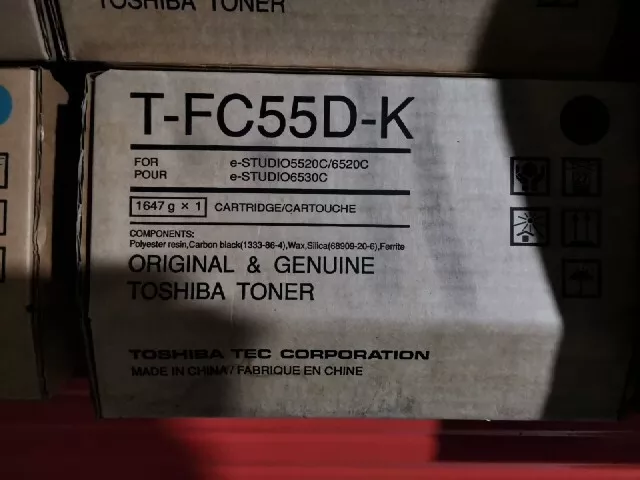 TOSHIBA TONER
T-FC55D-K
FOR e-STUDIO5520C/6520C
POUR e-STUDIO6530C
1647 g × 1 CARTRIDGE/CARTOUCHE
COMPONENTS:
Polyester resin,Carbon black(1333-86-4),Wax,Silica(68909-20-6),Ferrite
ORIGINAL & GENUINE
TOSHIBA TONER
TOSHIBA TEC CORPORATION
MADE IN CHINA/FABRIQUE EN CHINE